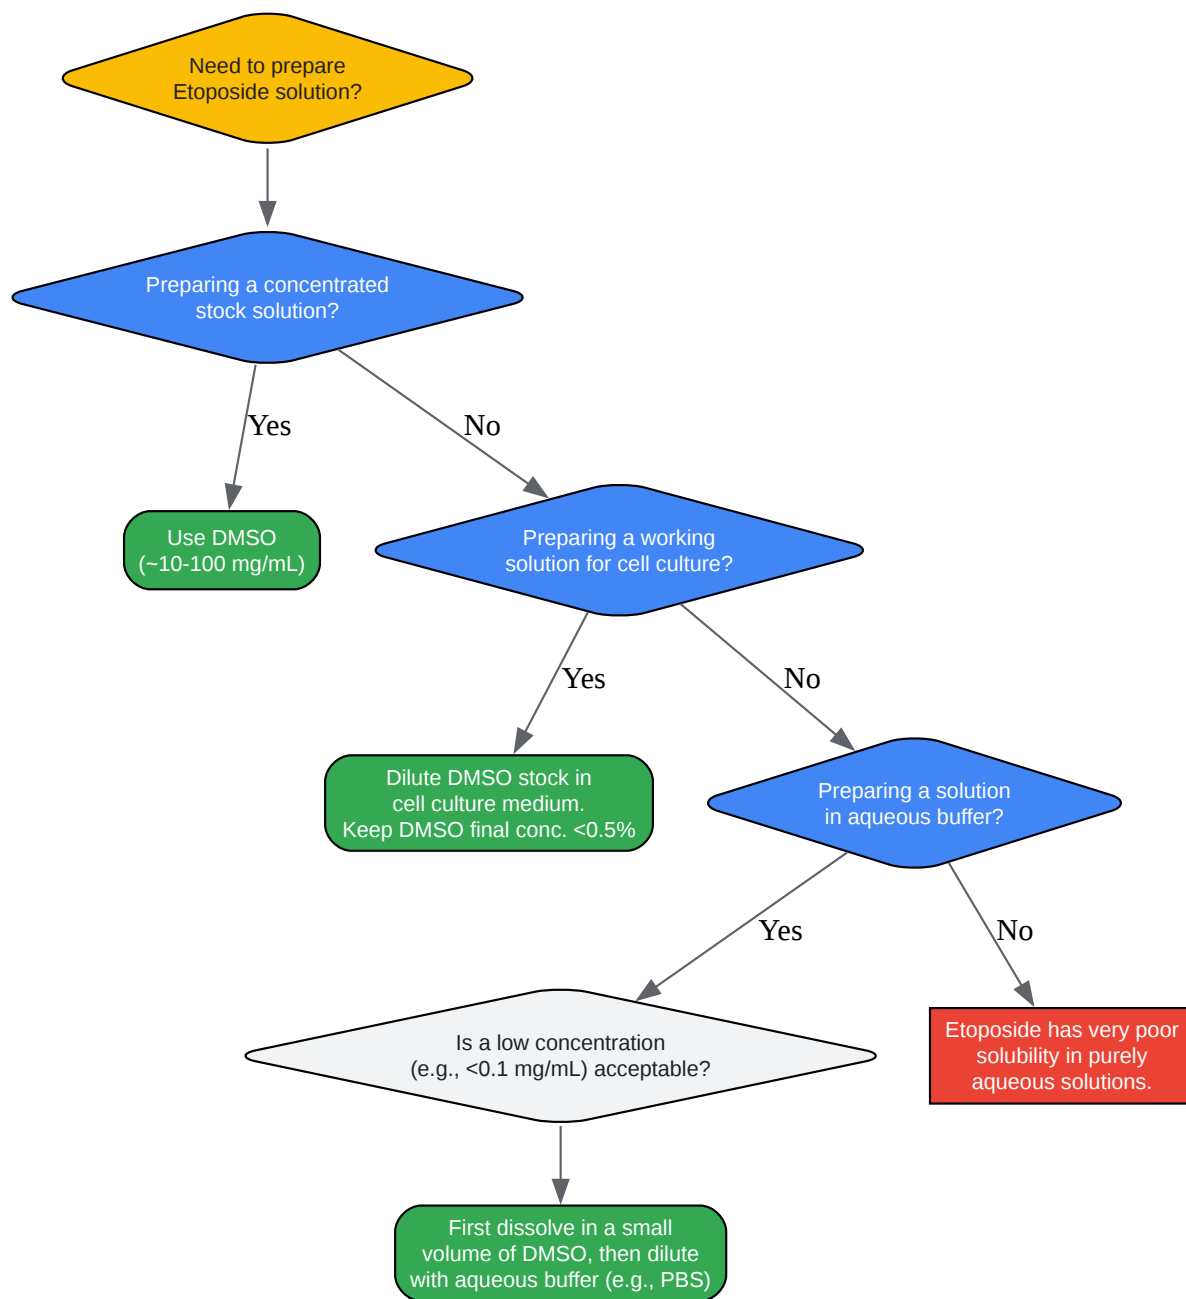 Need to prepare
Etoposide solution?
Preparing a concentrated
stock solution?
Yes
No
Use DMSO
(~10-100 mg/mL)
Preparing a working
solution for cell culture?
Yes
No
Dilute DMSO stock in
cell culture medium.
Keep DMSO final conc. <0.5%
Preparing a solution
in aqueous buffer?
Yes
No
Is a low concentration
(e.g., <0.1 mg/mL) acceptable?
Etoposide has very poor
solubility in purely
aqueous solutions.
First dissolve in a small
volume of DMSO, then dilute
with aqueous buffer (e.g., PBS)